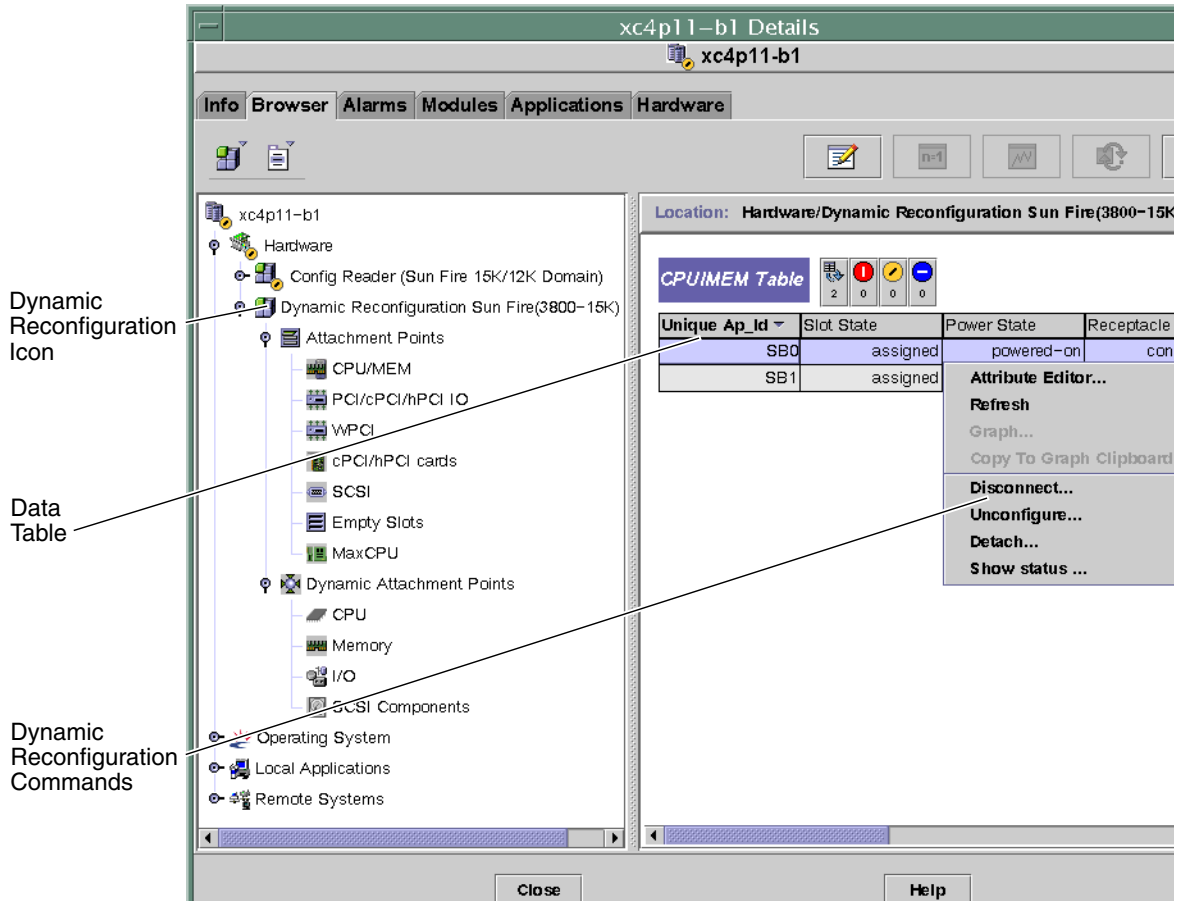 xc4p11-b1 Details
xc4p11-b1
Info Browser Alarms Modules Applications Hardware
n=1
xc4p11-b1
Hardware
Config Reader (Sun Fire 15K/12K Domain)
Dynamic Reconfiguration Sun Fire(3800-15K)
Attachment Points
CPU/MEM
PCI/cPCI/hPCI IO
WPCI
cPCI/hPCI cards
SCSI
Empty Slots
MaxCPU
Dynamic Attachment Points
CPU
Memory
I/O
SCSI Components
Operating System
Local Applications
Remote Systems
Location: Hardware/Dynamic Reconfiguration Sun Fire(3800-15K
CPU/MEM Table
2 0 0 0
Unique Ap_Id Slot State Power State Receptacle
SB0 assigned powered-on con
SB1 assigned
Attribute Editor...
Refresh
Graph...
Copy To Graph Clipboard
Disconnect...
Unconfigure...
Detach...
Show status ...
Close Help
Dynamic
Reconfiguration
Icon
Data
Table
Dynamic
Reconfiguration
Commands